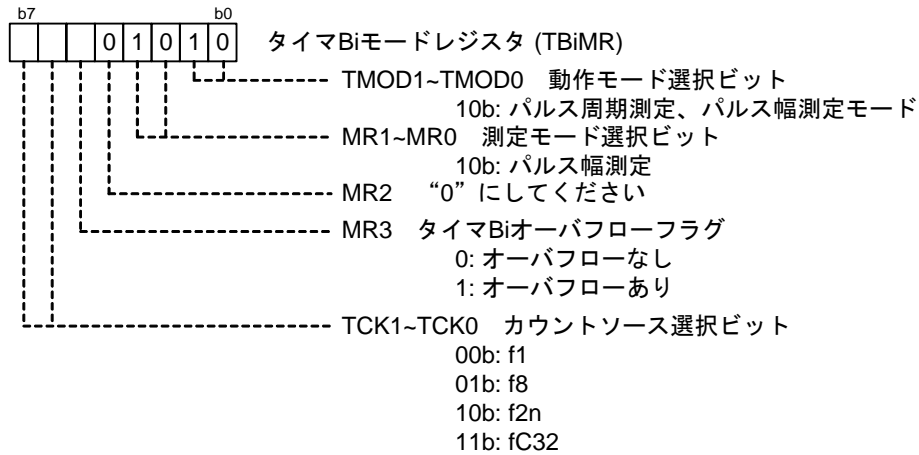 b7 b0
0 1 0 1 0 タイマBiモードレジスタ (TBiMR)
TMOD1~TMOD0 動作モード選択ビット
10b: パルス周期測定、パルス幅測定モード
MR1~MR0 測定モード選択ビット
10b: パルス幅測定
MR2 “0”にしてください
MR3 タイマBiオーバフローフラグ
0: オーバフローなし
1: オーバフローあり
TCK1~TCK0 カウントソース選択ビット
00b: f1
01b: f8
10b: f2n
11b: fC32